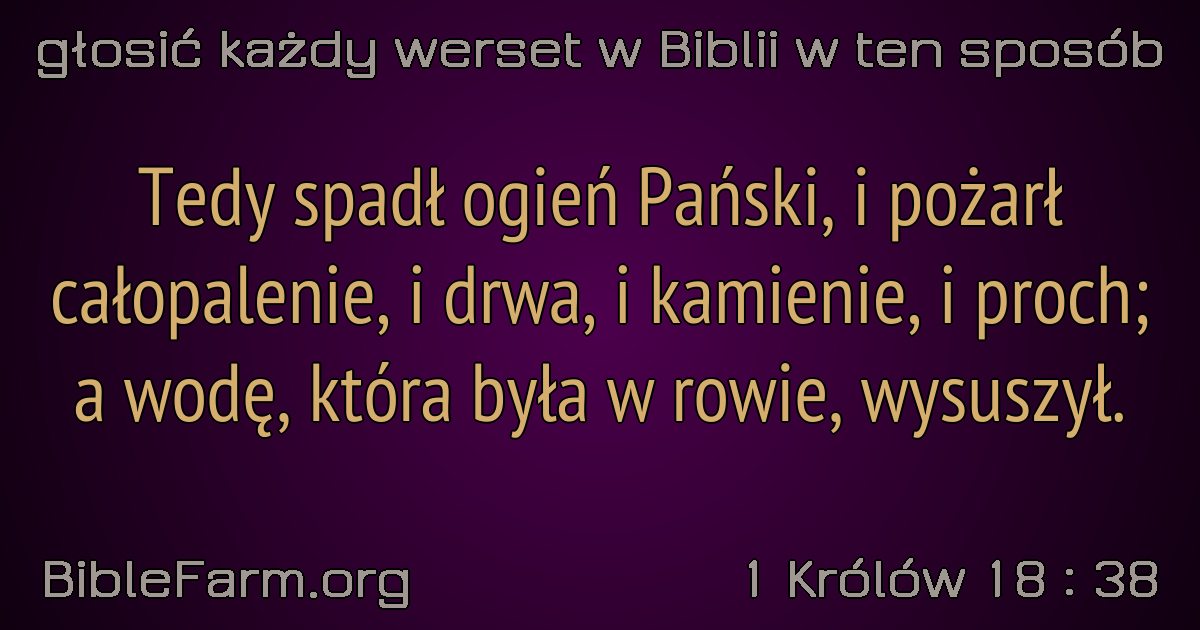 głosić każdy werset w Biblii w ten sposób
Tedy spadł ogień Pański, i pożarł
całopalenie, i drwa, i kamienie, i proch;
a wodę, która była w rowie, wysuszył.
BibleFarm.org
1 Królów 18 : 38